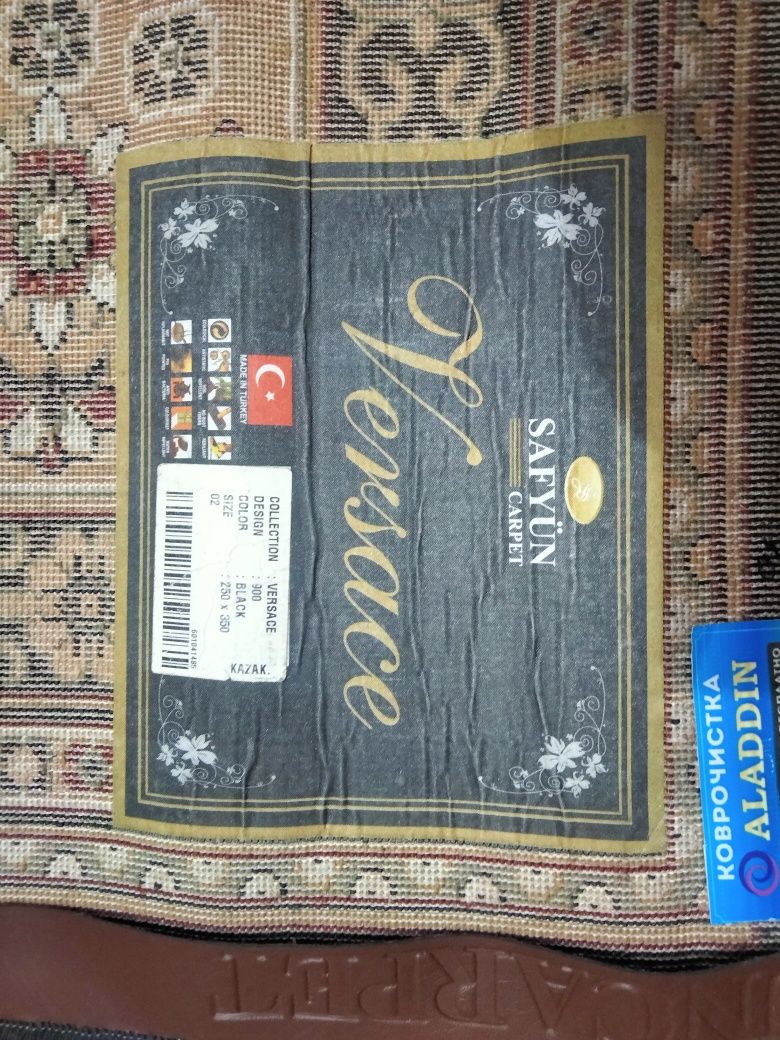 SAFYÜN
CARPET
Versace
MADE IN TURKEY
COLLECTION : VERSACE
DESIGN : 900
COLOR : BLACK
SIZE : 250 x 350
02
KAZAK.
601041485
КОВРОЧИСТКА
ALADDIN
CARPET